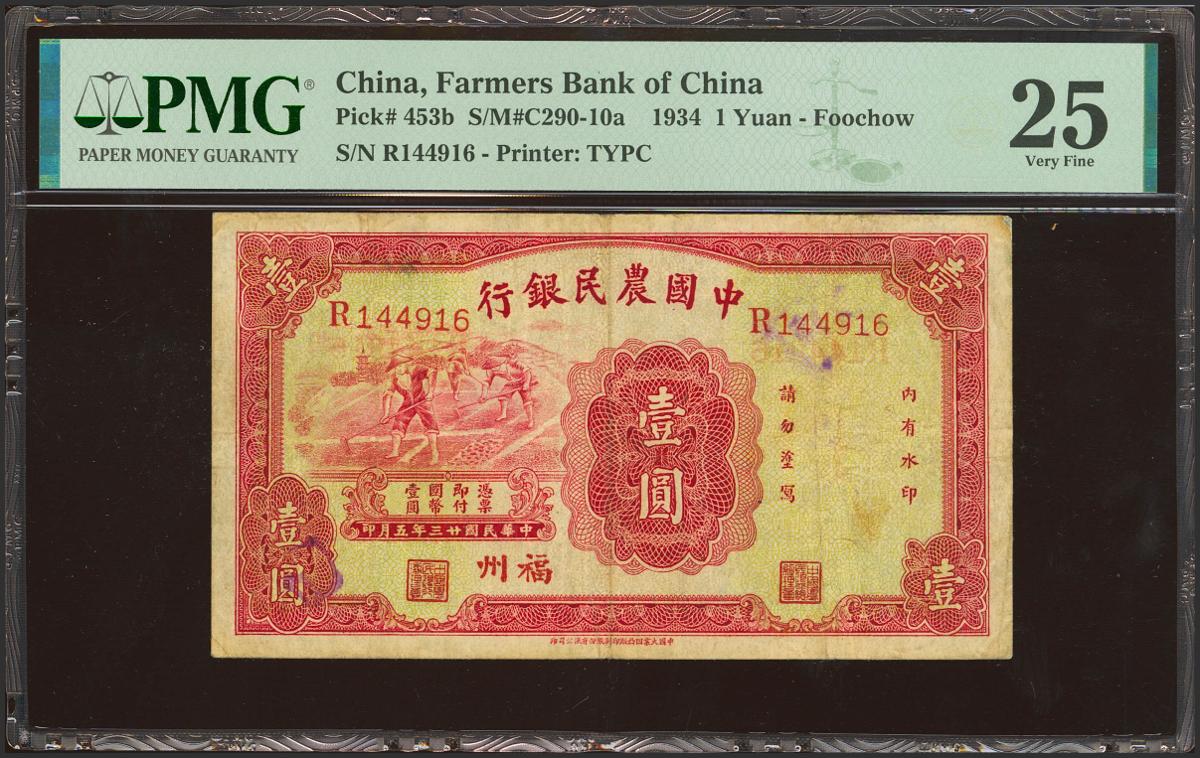 PMG®
PAPER MONEY GUARANTY
China, Farmers Bank of China
Pick# 453b S/M#C290-10a 1934 1 Yuan - Foochow
S/N R144916 - Printer: TYPC
25
Very Fine
行銀民農國中
壹
壹
R144916
R144916
壹圓
請勿塗寫
內有水印
憑票
即付
國幣
壹圓
印月五年三廿國民華中
州福
壹圓
壹